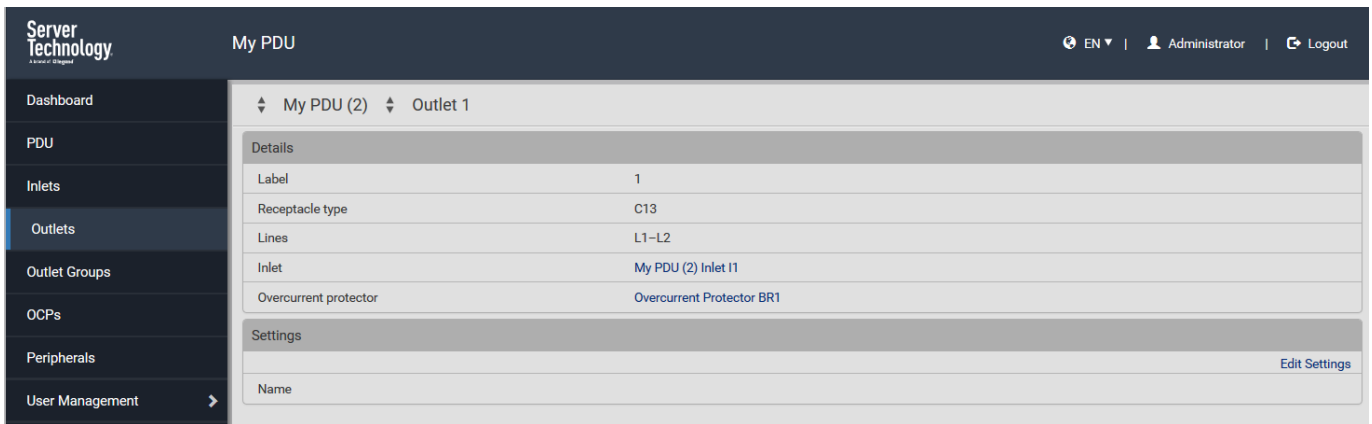 Server
Technology.
My PDU
EN
|
Administrator
|
Logout
Dashboard
PDU
Inlets
Outlets
Outlet Groups
OCPs
Peripherals
User Management
My PDU (2) Outlet 1
Details
Label 1
Receptacle type C13
Lines L1–L2
Inlet My PDU (2) Inlet I1
Overcurrent protector Overcurrent Protector BR1
Settings
Edit Settings
Name